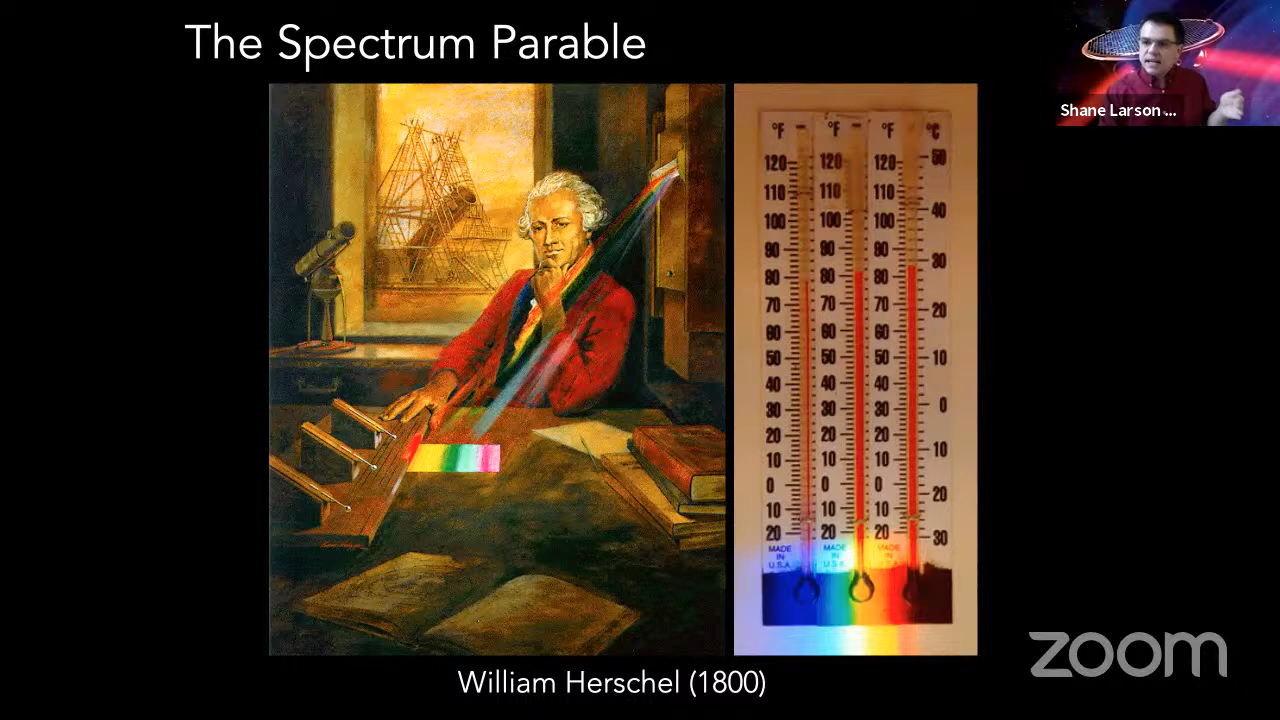 The Spectrum Parable
Shane Larson ...
°F °F °F °C
120 120 120 50
110 110 110
100 100 100 40
90 90 90
80 80 80 30
70 70 70
60 60 60 20
50 50 50 10
40 40 40
30 30 30 0
20 20 20
10 10 10 10
0 0 0 20
10 10 10
20 20 20 30
MADE MADE MADE
IN IN IN
U.S.A. U.S.A. U.S.A.
William Herschel (1800)
zoom